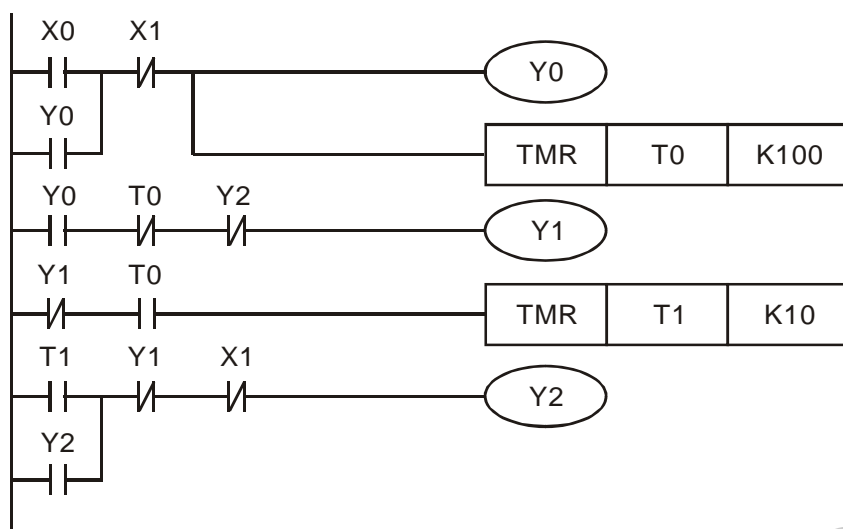 X0 X1
Y0
Y0
TMR T0 K100
Y0 T0 Y2
Y1
Y1 T0
TMR T1 K10
T1 Y1 X1
Y2
Y2